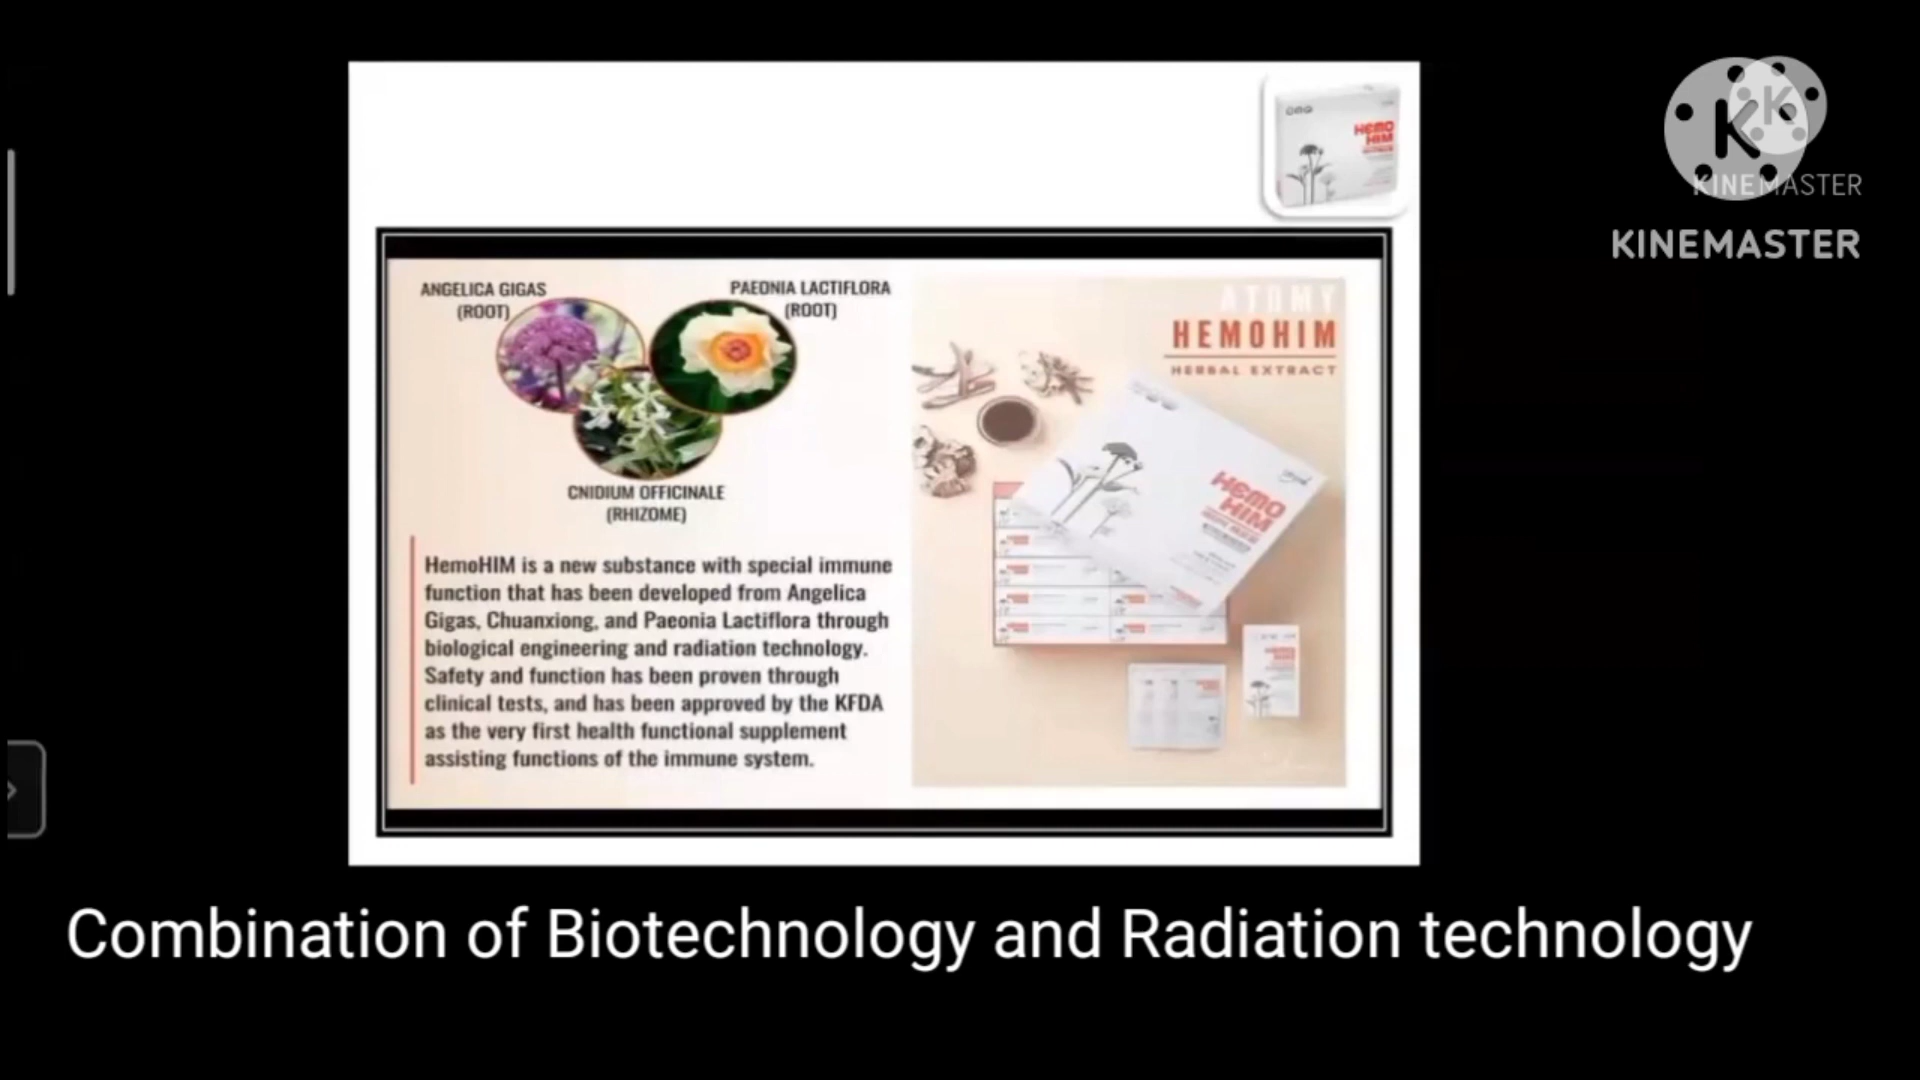 KINEMASTER
KINEMASTER
HEMO
HIM
ANGELICA GIGAS
(ROOT)
PAEONIA LACTIFLORA
(ROOT)
CNIDIUM OFFICINALE
(RHIZOME)
HemoHIM is a new substance with special immune
function that has been developed from Angelica
Gigas, Chuanxiong, and Paeonia Lactiflora through
biological engineering and radiation technology.
Safety and function has been proven through
clinical tests, and has been approved by the KFDA
as the very first health functional supplement
assisting functions of the immune system.
ATOMY
HEMOHIM
HERBAL EXTRACT
HEMO
HIM
Combination of Biotechnology and Radiation technology